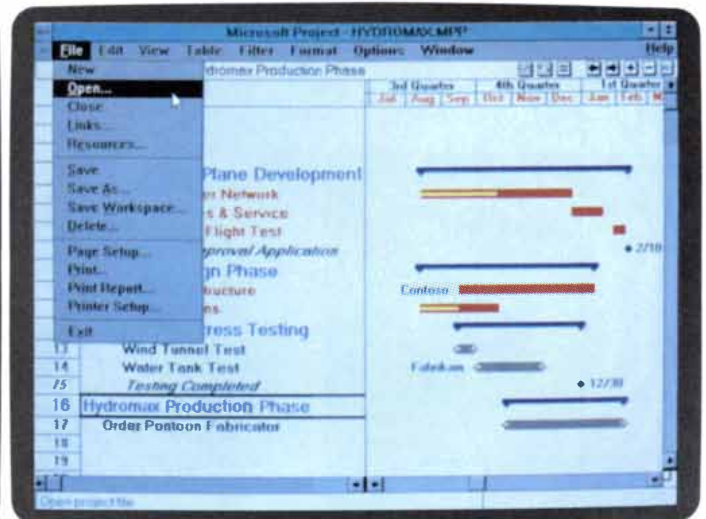 Microsoft Project - HYDROMAX.MPP
File Edit View Table Filter Format Options Window Help
Hydromax Production Phase
New
Open...
Close
Links...
Resources...
Save
Save As...
Save Workspace...
Delete...
Page Setup...
Print...
Print Report...
Printer Setup...
Exit
3rd Quarter 4th Quarter 1st Quarter
Jul Aug Sep Oct Nov Dec Jan Feb M
Plane Development
Network
s & Service
Flight Test
Approval Application
2/18
gn Phase
Contoso
ructure
ns
ress Testing
13 Wind Tunnel Test
14 Water Tank Test
Fabrikam
15 Testing Completed
12/30
16 Hydromax Production Phase
17 Order Pontoon Fabricator
18
19
Open project file